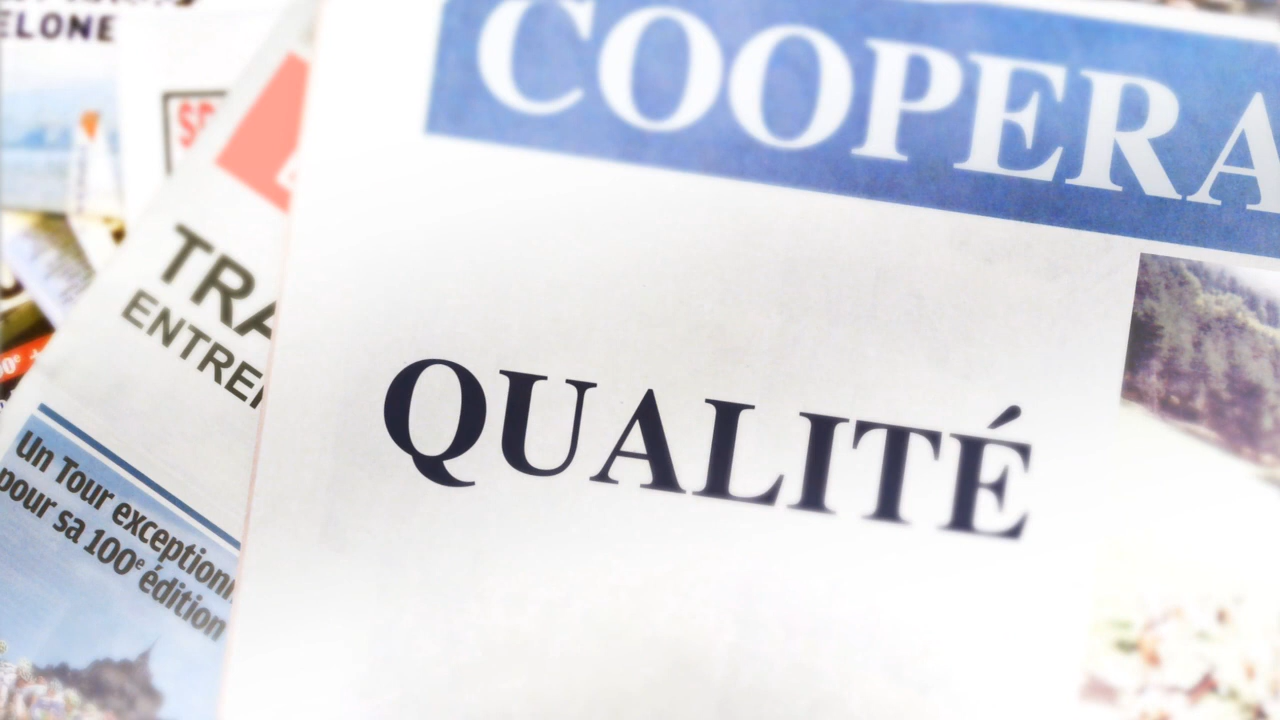 ELONE
COOPERA
TRA
ENTRE
QUALITÉ
Un Tour exceptionn
pour sa 100e édition